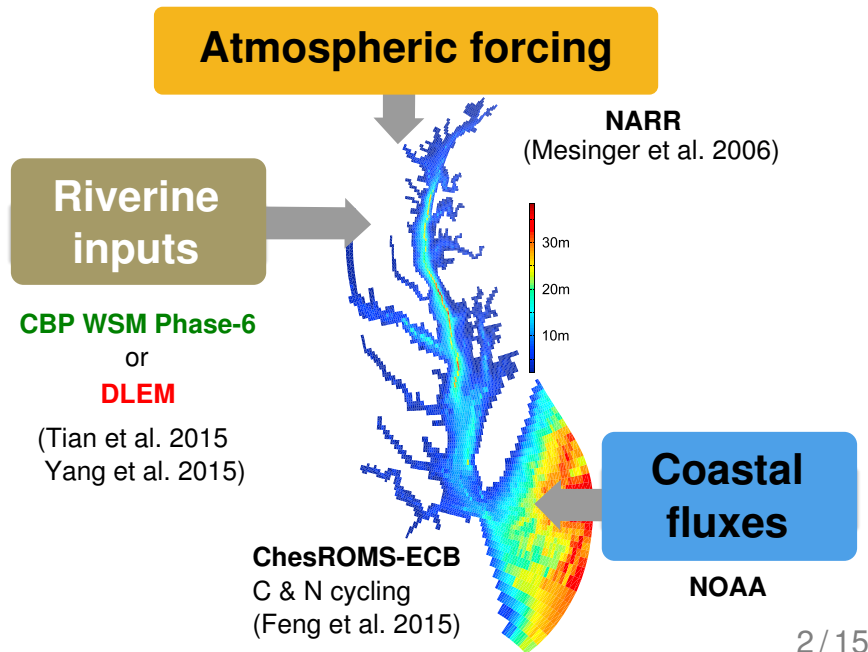 Atmospheric forcing
NARR
(Mesinger et al. 2006)
Riverine
inputs
30m
20m
10m
CBP WSM Phase-6
or
DLEM
(Tian et al. 2015
Yang et al. 2015)
Coastal
fluxes
NOAA
ChesROMS-ECB
C & N cycling
(Feng et al. 2015)
2/15